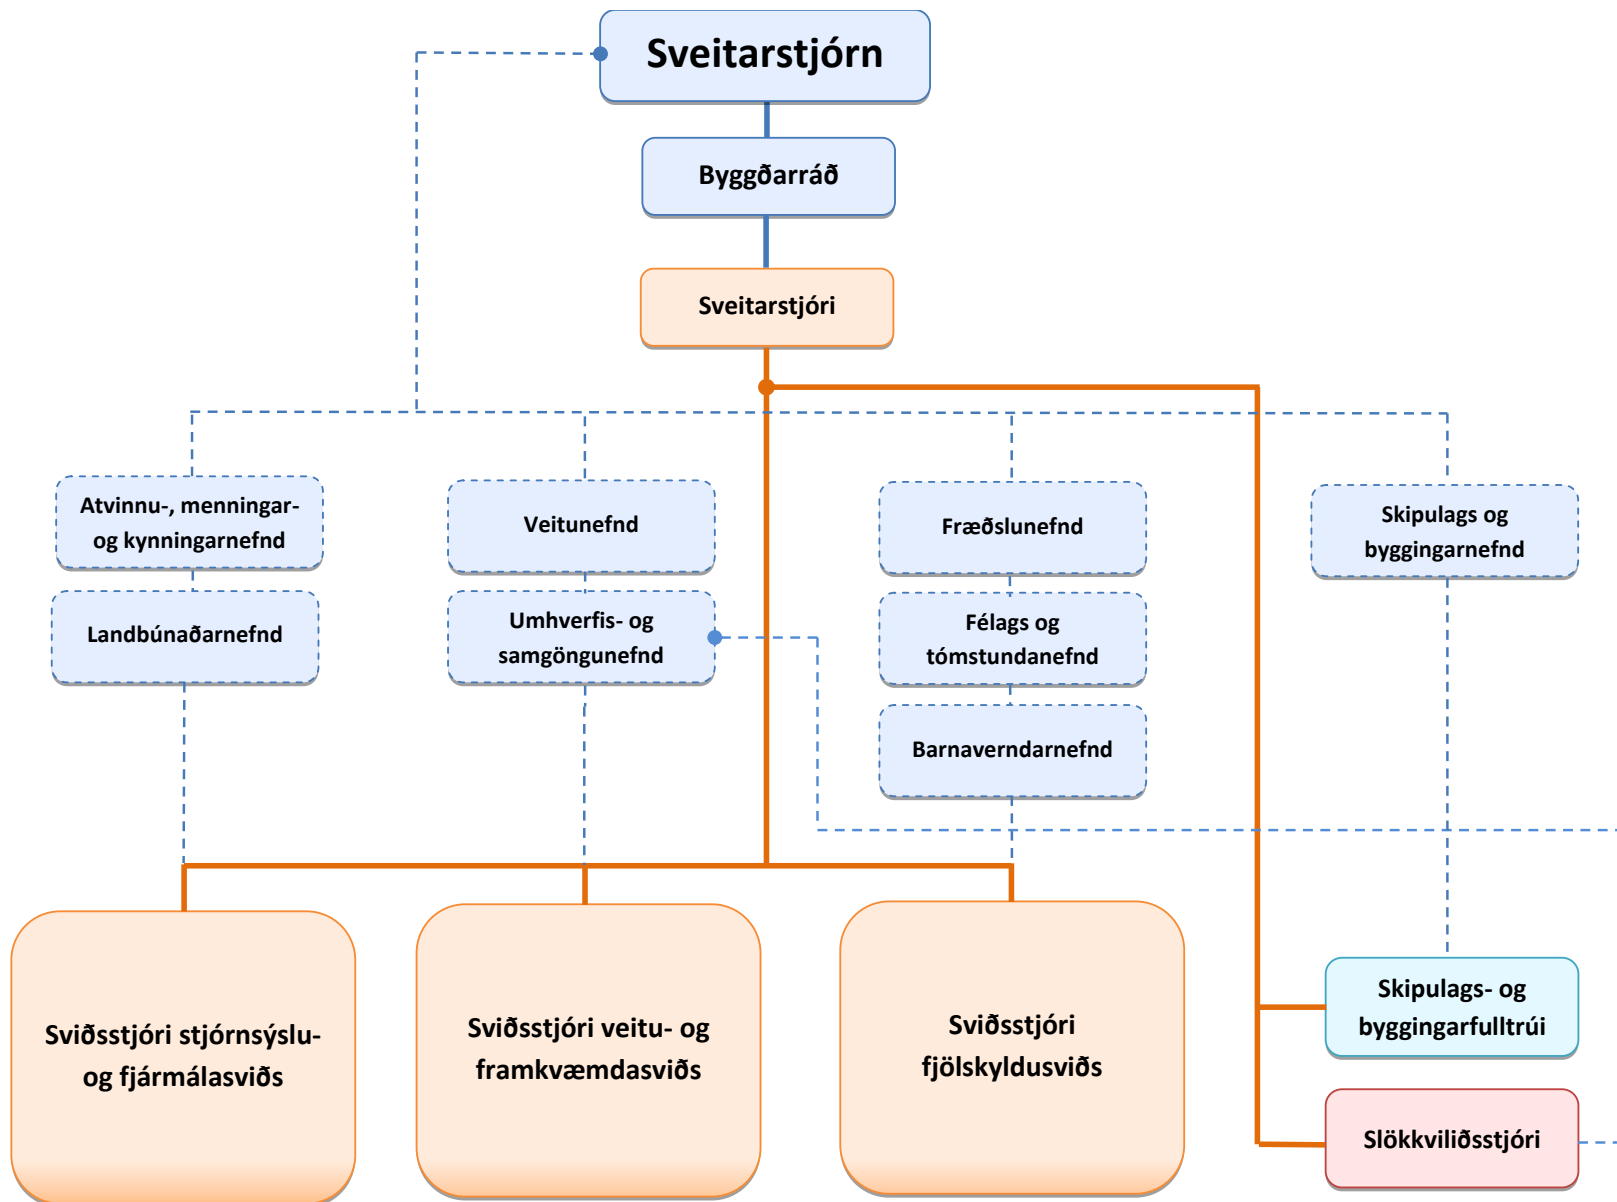 Sveitarstjórn
Byggðarráð
Sveitarstjóri
Atvinnu-, menningar-
og kynningarnefnd
Veitunefnd
Fræðslunefnd
Skipulags og
byggingarnefnd
Landbúnaðarnefnd
Umhverfis- og
samgöngunefnd
Félags og
tómstundanefnd
Barnaverndarnefnd
Sviðsstjóri stjórnsýslu-
og fjármálasviðs
Sviðsstjóri veitu- og
framkvæmdasviðs
Sviðsstjóri
fjölskyldusviðs
Skipulags- og
byggingarfulltrúi
Slökkviliðsstjóri